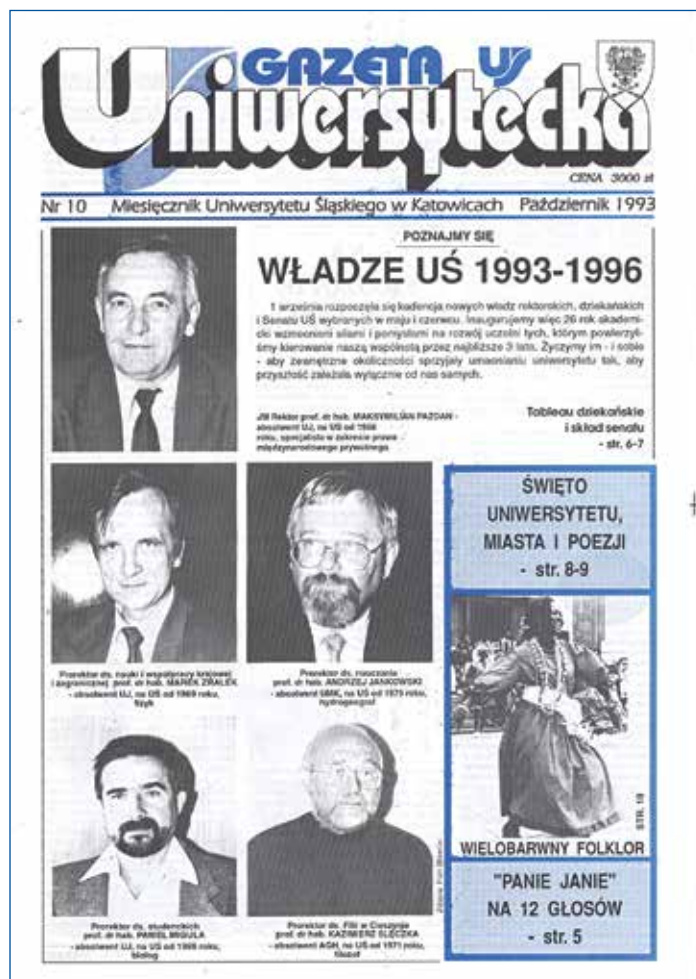 GAZETA UŚ
Uniwersytecka
CENA 3000 zł
Nr 10 Miesięcznik Uniwersytetu Śląskiego w Katowicach Październik 1993
POZNAJMY SIĘ
WŁADZE UŚ 1993-1996
1 września rozpoczęła się kadencja nowych władz rektorskich, dziekańskich
i Senatu UŚ wybranych w maju i czerwcu. Inaugurujemy więc 26 rok akademi-
cki wzmocnieni siłami i pomysłami na rozwój uczelni tych, którym powierzyli-
śmy kierowanie naszą wspólnotą przez najbliższe 3 lata. Życzymy im - i sobie
- aby zewnętrzne okoliczności sprzyjały umacnianiu uniwersytetu tak, aby
przyszłość zależała wyłącznie od nas samych.
JM Rektor prof. dr hab. MAKSYMILIAN PAZDAN -
absolwent UJ, na UŚ od 1968
roku, specjalista w zakresie prawa
międzynarodowego prywatnego
Tableau dziekańskie
i skład senatu
- str. 6-7
Prorektor ds. nauki i współpracy krajowej
i zagranicznej prof. dr hab. MAREK ZRAŁEK
- absolwent UJ, na UŚ od 1969 roku,
fizyk
Prorektor ds. nauczania
prof. dr hab. ANDRZEJ JANKOWSKI
- absolwent UMK, na UŚ od 1975 roku,
hydrogeograf
ŚWIĘTO
UNIWERSYTETU,
MIASTA I POEZJI
- str. 8-9
STR. 18
WIELOBARWNY FOLKLOR
Prorektor ds. studenckich
prof. dr hab. PAWEŁ MIGULA
- absolwent UJ, na UŚ od roku,
biolog
Prorektor ds. Filii w Cieszynie
prof. dr hab. KAZIMIERZ ŚLĘCZKA
- absolwent AGH, na UŚ od 1971 roku,
filozof
"PANIE JANIE"
NA 12 GŁOSÓW
- str. 5